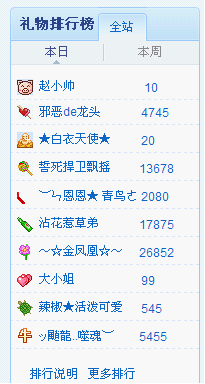 礼物排行榜 全站
本日 本周
赵小帅 10
邪恶de龙头 4745
★白衣天使★ 20
誓死捍卫飘摇 13678
︶ㄣ恩恩★ 青鸟で 2080
沾花惹草弟 17875
～☆金凤凰☆～ 26852
大小姐 99
辣椒★活泼可爱 545
ッ颵龍..噬魂︶ 5455
排行说明 更多排行